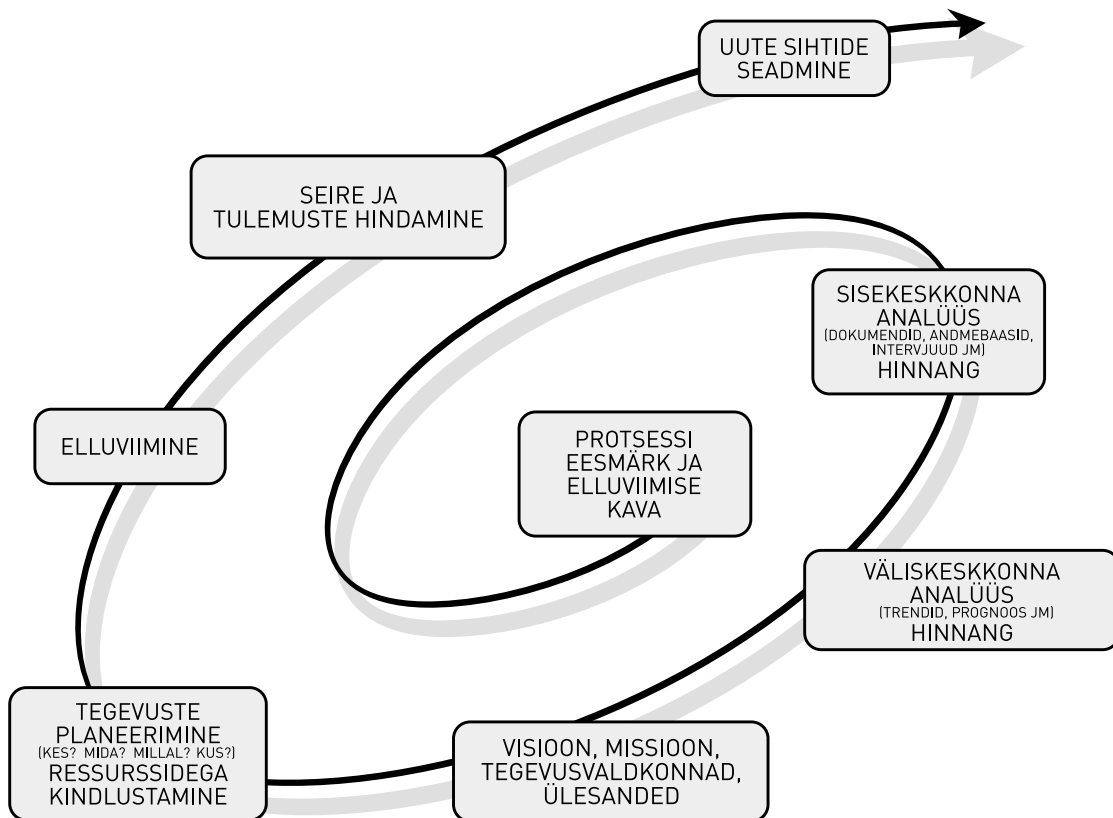 UUTE SIHTIDE
SEADMINE
SEIRE JA
TULEMUSTE HINDAMINE
SISEKESKKONNA
ANALÜÜS
(DOKUMENDID, ANDMEBAASID,
INTERVJUUD JM)
HINNANG
ELLUVIIMINE
PROTSESSI
EESMÄRK JA
ELLUVIIMISE
KAVA
VÄLISKESKKONNA
ANALÜÜS
(TRENDID, PROGNOOS JM)
HINNANG
TEGEVUSTE
PLANEERIMINE
(KES? MIDA? MILLAL? KUS?)
RESSURSSIDEGA
KINDLUSTAMINE
VISIOON, MISSIOON,
TEGEVUSVALDKONNAD,
ÜLESANDED